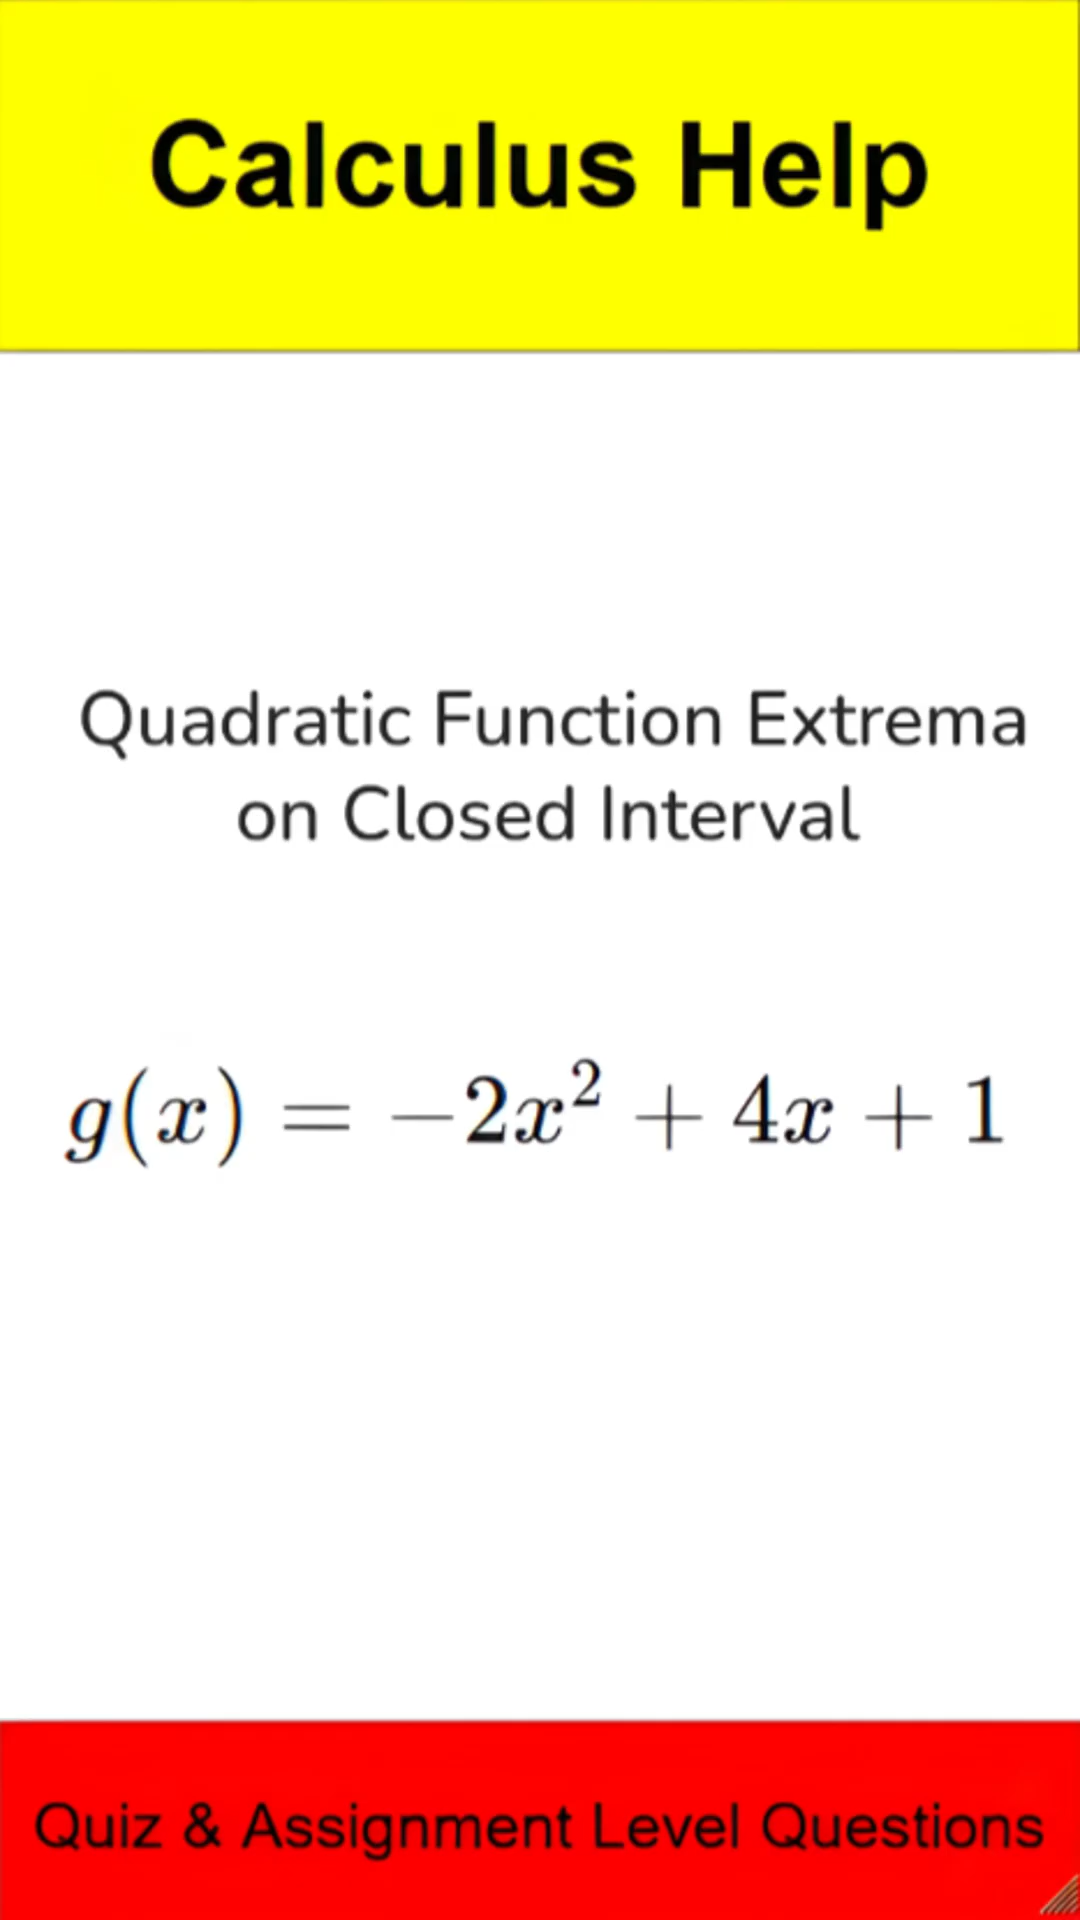 Calculus Help
Quadratic Function Extrema
on Closed Interval
g(x) = −2x² + 4x + 1
Quiz & Assignment Level Questions